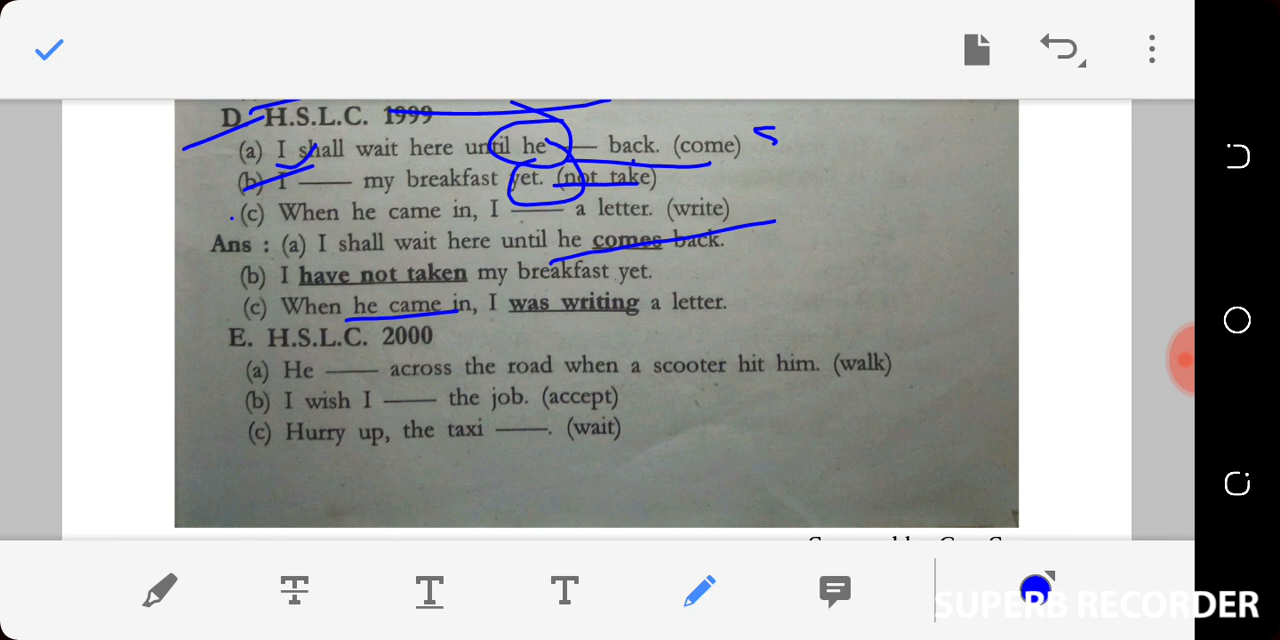 D. H.S.L.C. 1999
(a) I shall wait here until he —— back. (come)
(b) I —— my breakfast yet. (not take)
(c) When he came in, I —— a letter. (write)
Ans : (a) I shall wait here until he comes back.
(b) I have not taken my breakfast yet.
(c) When he came in, I was writing a letter.
E. H.S.L.C. 2000
(a) He —— across the road when a scooter hit him. (walk)
(b) I wish I —— the job. (accept)
(c) Hurry up, the taxi ——. (wait)
SUPERB RECORDER